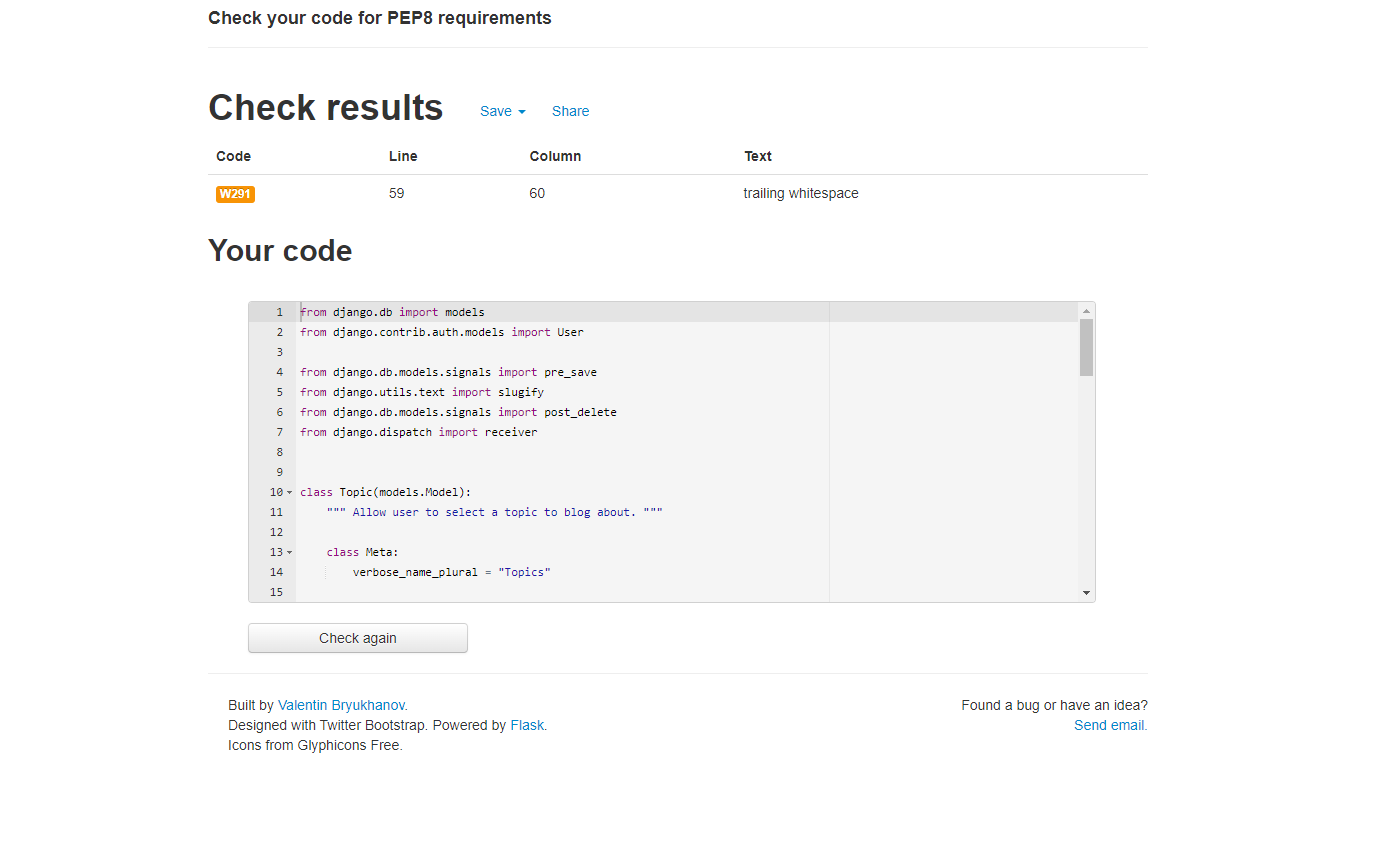 Check your code for PEP8 requirements
Check results Save Share
Code Line Column Text
W291 59 60 trailing whitespace
Your code
1 from django.db import models
2 from django.contrib.auth.models import User
3
4 from django.db.models.signals import pre_save
5 from django.utils.text import slugify
6 from django.db.models.signals import post_delete
7 from django.dispatch import receiver
8
9
10 class Topic(models.Model):
11 """ Allow user to select a topic to blog about. """
12
13 class Meta:
14 verbose_name_plural = "Topics"
15
Check again
Built by Valentin Bryukhanov.
Designed with Twitter Bootstrap. Powered by Flask.
Icons from Glyphicons Free.
Found a bug or have an idea?
Send email.